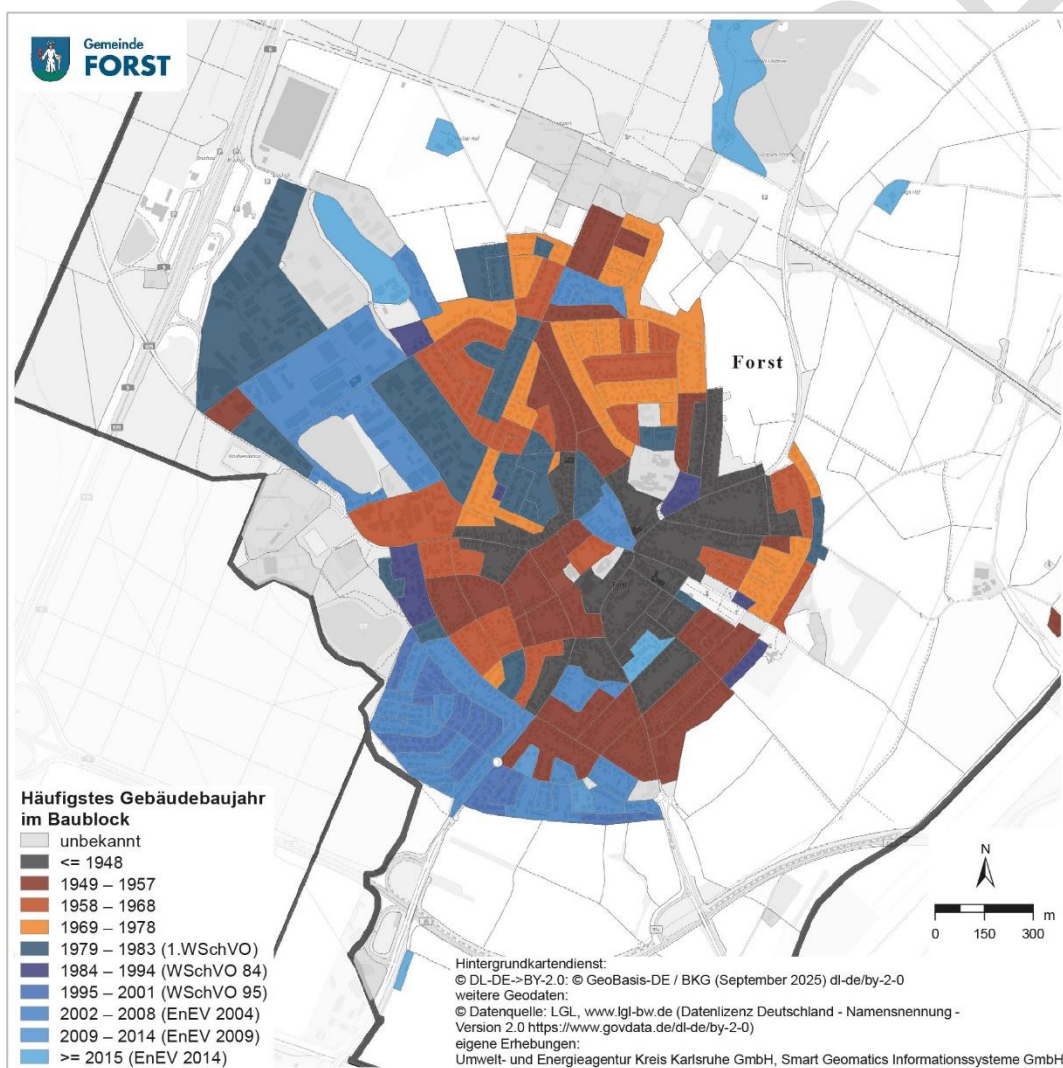 Gemeinde
FORST
Forst
Forst
Häufigstes Gebäudebaujahr
im Baublock
unbekannt
<= 1948
1949 – 1957
1958 – 1968
1969 – 1978
1979 – 1983 (1.WSchVO)
1984 – 1994 (WSchVO 84)
1995 – 2001 (WSchVO 95)
2002 – 2008 (EnEV 2004)
2009 – 2014 (EnEV 2009)
>= 2015 (EnEV 2014)
N
m
0 150 300
Hintergrundkartendienst:
© DL-DE->BY-2.0: © GeoBasis-DE / BKG (September 2025) dl-de/by-2-0
weitere Geodaten:
© Datenquelle: LGL, www.lgl-bw.de (Datenlizenz Deutschland - Namensnennung -
Version 2.0 https://www.govdata.de/dl-de/by-2-0)
eigene Erhebungen:
Umwelt- und Energieagentur Kreis Karlsruhe GmbH, Smart Geomatics Informationssysteme GmbH